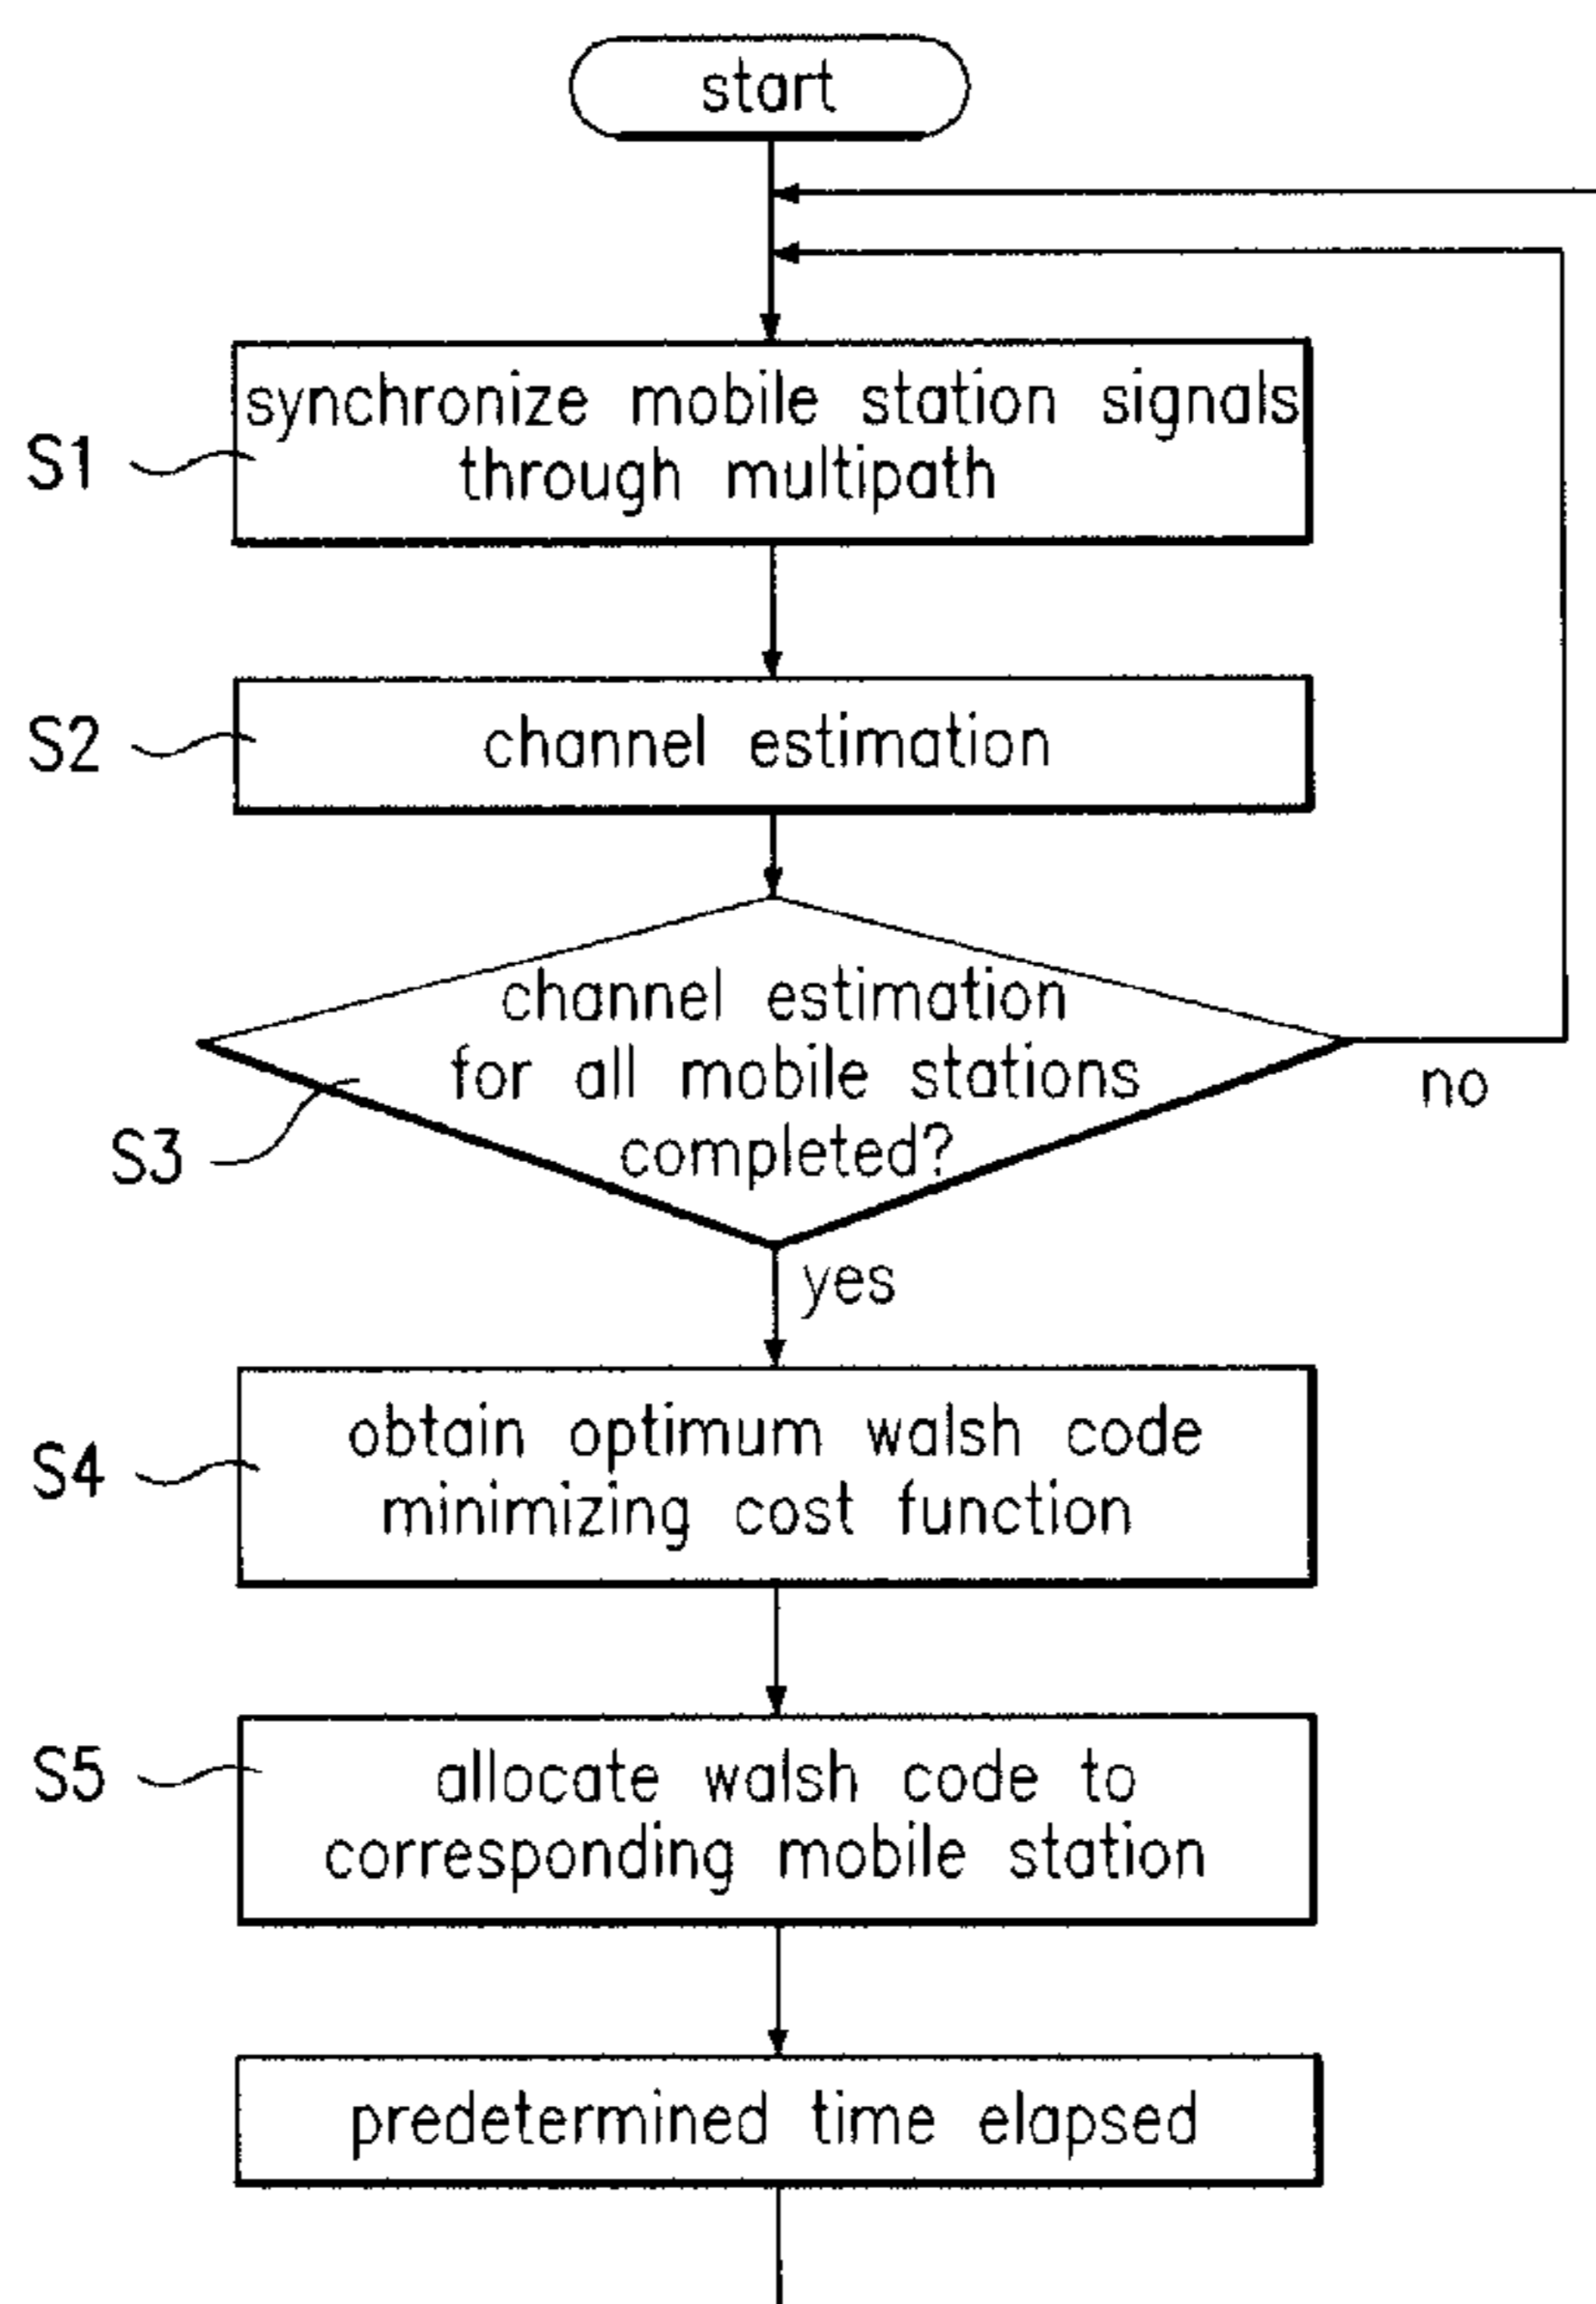 start
S1
synchronize mobile station signals
through multipath
S2
channel estimation
channel estimation
for all mobile stations
completed?
S3
no
yes
S4
obtain optimum walsh code
minimizing cost function
S5
allocate walsh code to
corresponding mobile station
predetermined time elapsed